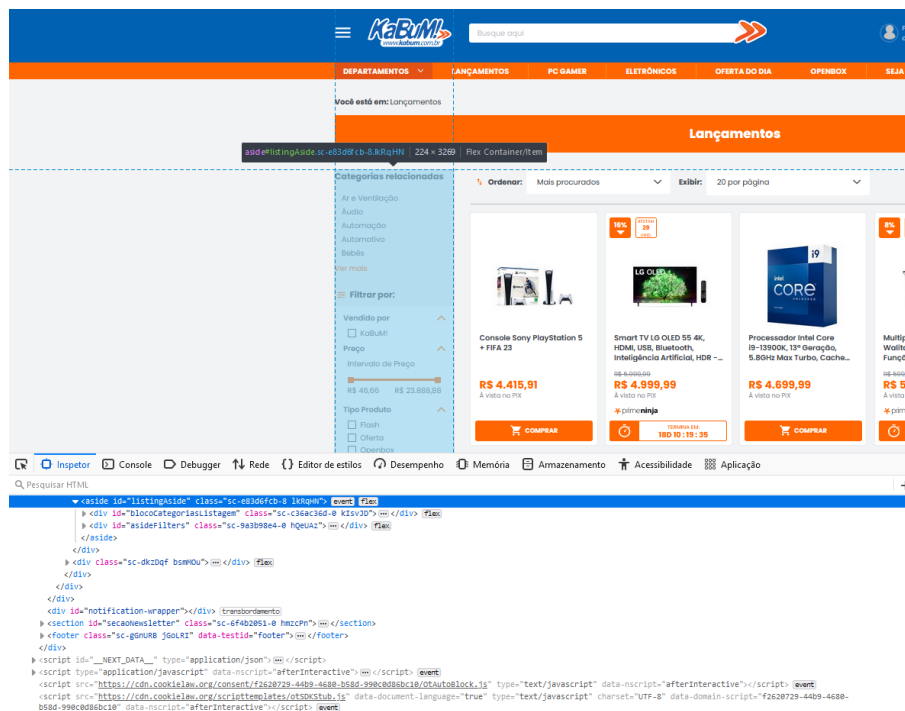 KaBuM!
www.kabum.com.br
Busque aqui
DEPARTAMENTOS
LANÇAMENTOS
PC GAMER
ELETRÔNICOS
OFERTA DO DIA
OPENBOX
SEJA
Você está em: Lançamentos
Lançamentos
aside#listingAside.sc-e83d6fcb-8.lkRqHN | 224 × 3269 | Flex Container/Item
Categorias relacionadas
Ordenar: Mais procurados
Exibir: 20 por página
Ar e Ventilação
Áudio
Automação
Automotivo
Bebês
Ver mais
Filtrar por:
Vendido por
KaBuM!
Preço
Intervalo de Preço
R$ 46,66 R$ 23.888,88
Tipo Produto
Flash
Oferta
Openbox
Console Sony PlayStation 5
+ FIFA 23
R$ 4.415,91
À vista no PIX
COMPRAR
16%
29
LG OLED
Smart TV LG OLED 55 4K,
HDMI, USB, Bluetooth,
Inteligência Artificial, HDR -...
R$ 4.999,99
À vista no PIX
primeninja
TERMINA EM:
18D 10 : 19 : 35
i9
intel
CORE
Processador Intel Core
i9-13900K, 13ª Geração,
5.8GHz Max Turbo, Cache...
R$ 4.699,99
À vista no PIX
COMPRAR
8%
R$ 5
À vista
prim
Inspetor
Console
Debugger
Rede
Editor de estilos
Desempenho
Memória
Armazenamento
Acessibilidade
Aplicação
Pesquisar HTML
<aside id="listingAside" class="sc-e83d6fcb-8 lkRqHN"> event flex
<div id="blocoCategoriasListagem" class="sc-c36ac36d-0 kIsvJD">…</div> flex
<div id="asideFilters" class="sc-9a3b98e4-0 hQeUAz">…</div> flex
</aside>
</div>
<div class="sc-dkzDqf bsmMOu">…</div> flex
</div>
</div>
<div id="notification-wrapper"></div> transbordamento
<section id="secaoNewsletter" class="sc-6f4b2051-0 hmzcPn">…</section>
<footer class="sc-gGnURB jGoLRI" data-testid="footer">…</footer>
</div>
<script id="__NEXT_DATA__" type="application/json">…</script>
<script type="application/javascript" data-nscript="afterInteractive">…</script> event
<script src="https://cdn.cookielaw.org/consent/f2620729-44b9-4680-b58d-990c0d86bc10/OtAutoBlock.js" type="text/javascript" data-nscript="afterInteractive"></script> event
<script src="https://cdn.cookielaw.org/scripttemplates/otSDKStub.js" data-document-language="true" type="text/javascript" charset="UTF-8" data-domain-script="f2620729-44b9-4680-
b58d-990c0d86bc10" data-nscript="afterInteractive"></script> event